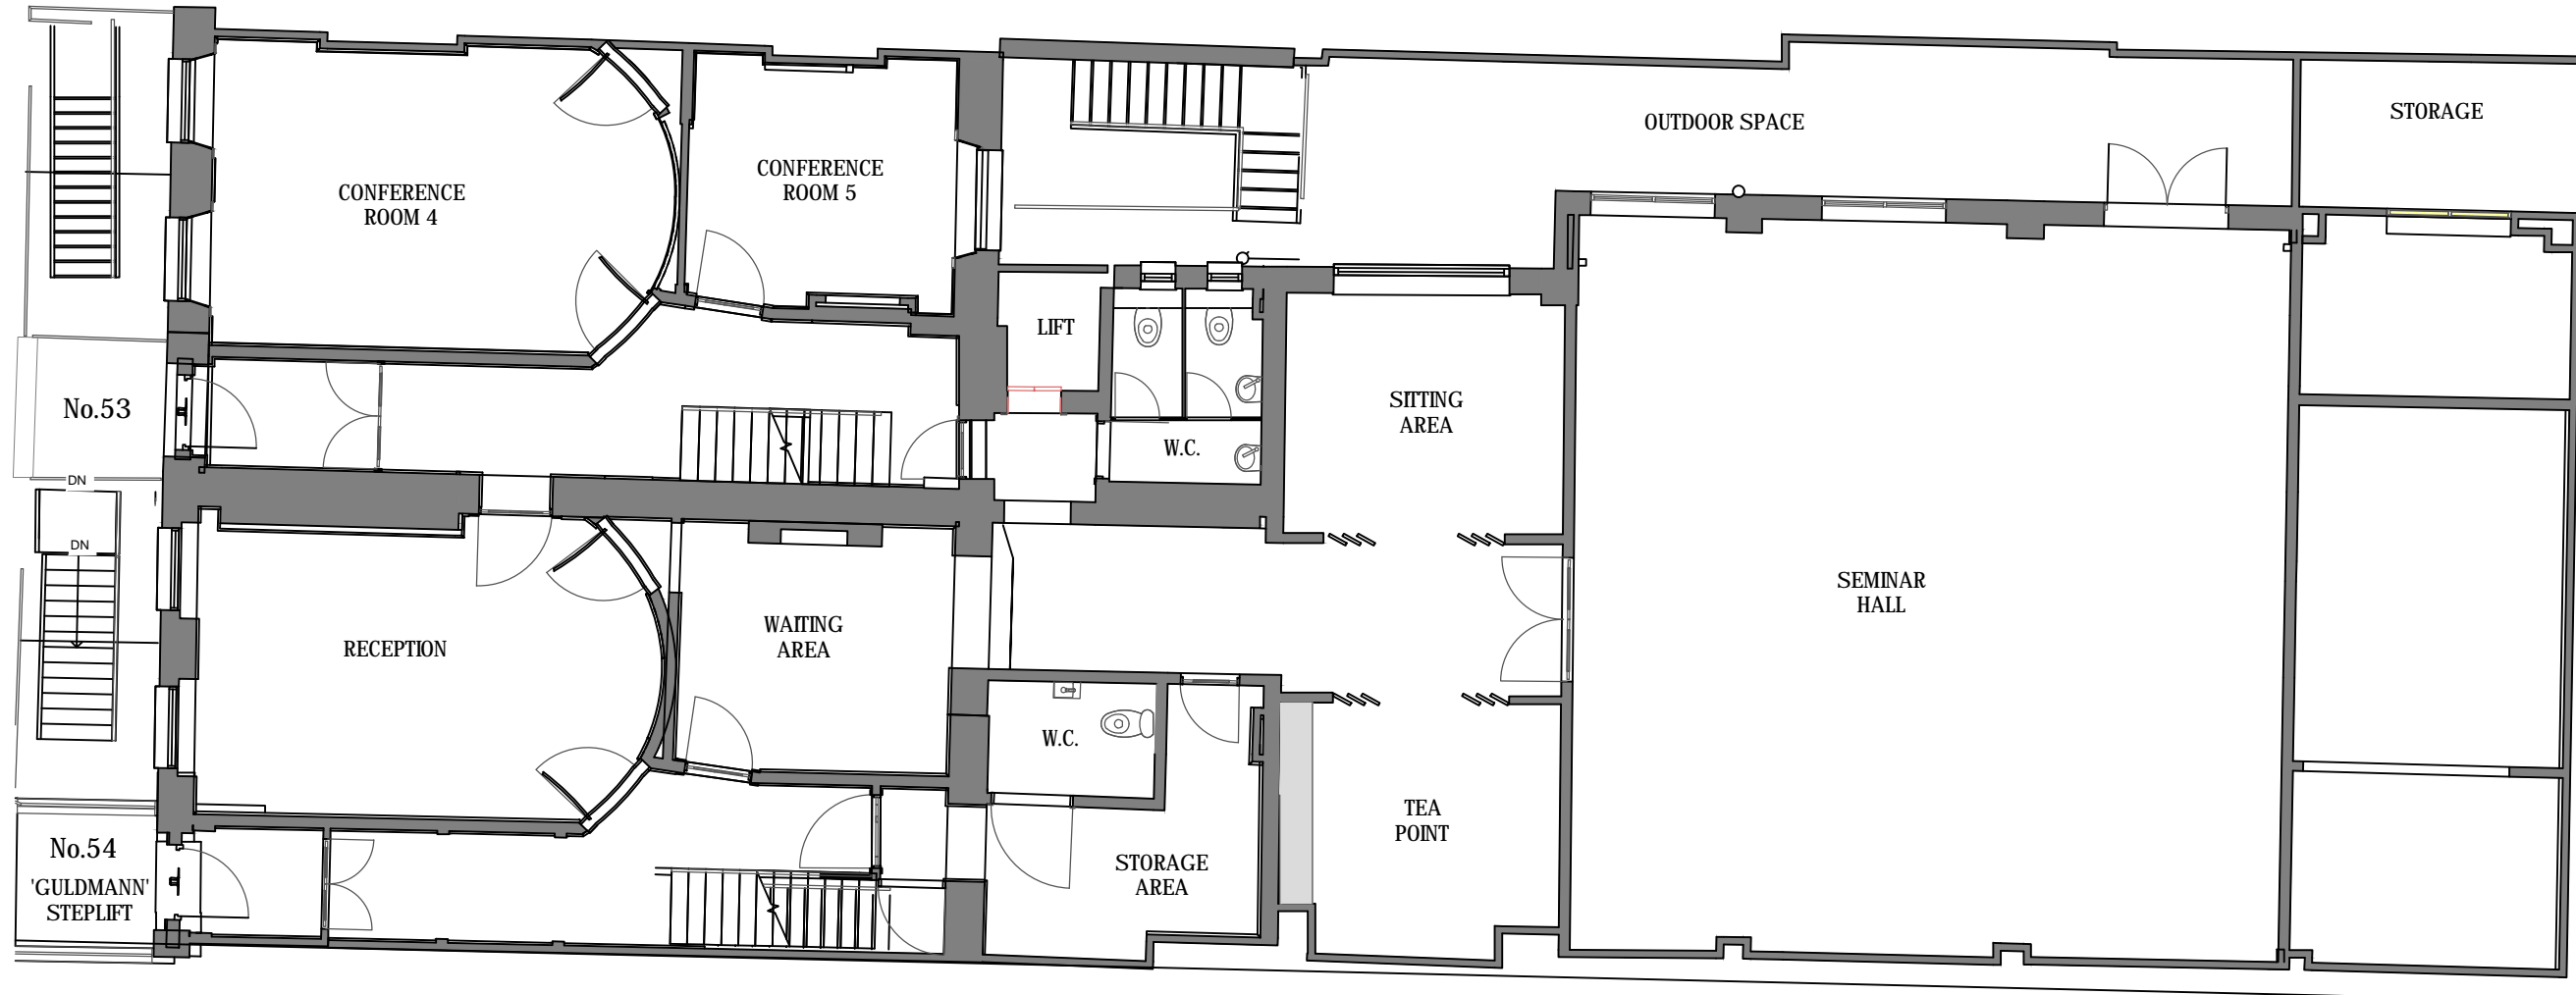 OUTDOOR SPACE
STORAGE
CONFERENCE
ROOM 4
CONFERENCE
ROOM 5
LIFT
No.53
W.C.
SITTING
AREA
DN
DN
SEMINAR
HALL
RECEPTION
WAITING
AREA
W.C.
TEA
POINT
STORAGE
AREA
No.54
'GULDMANN'
STEPLIFT